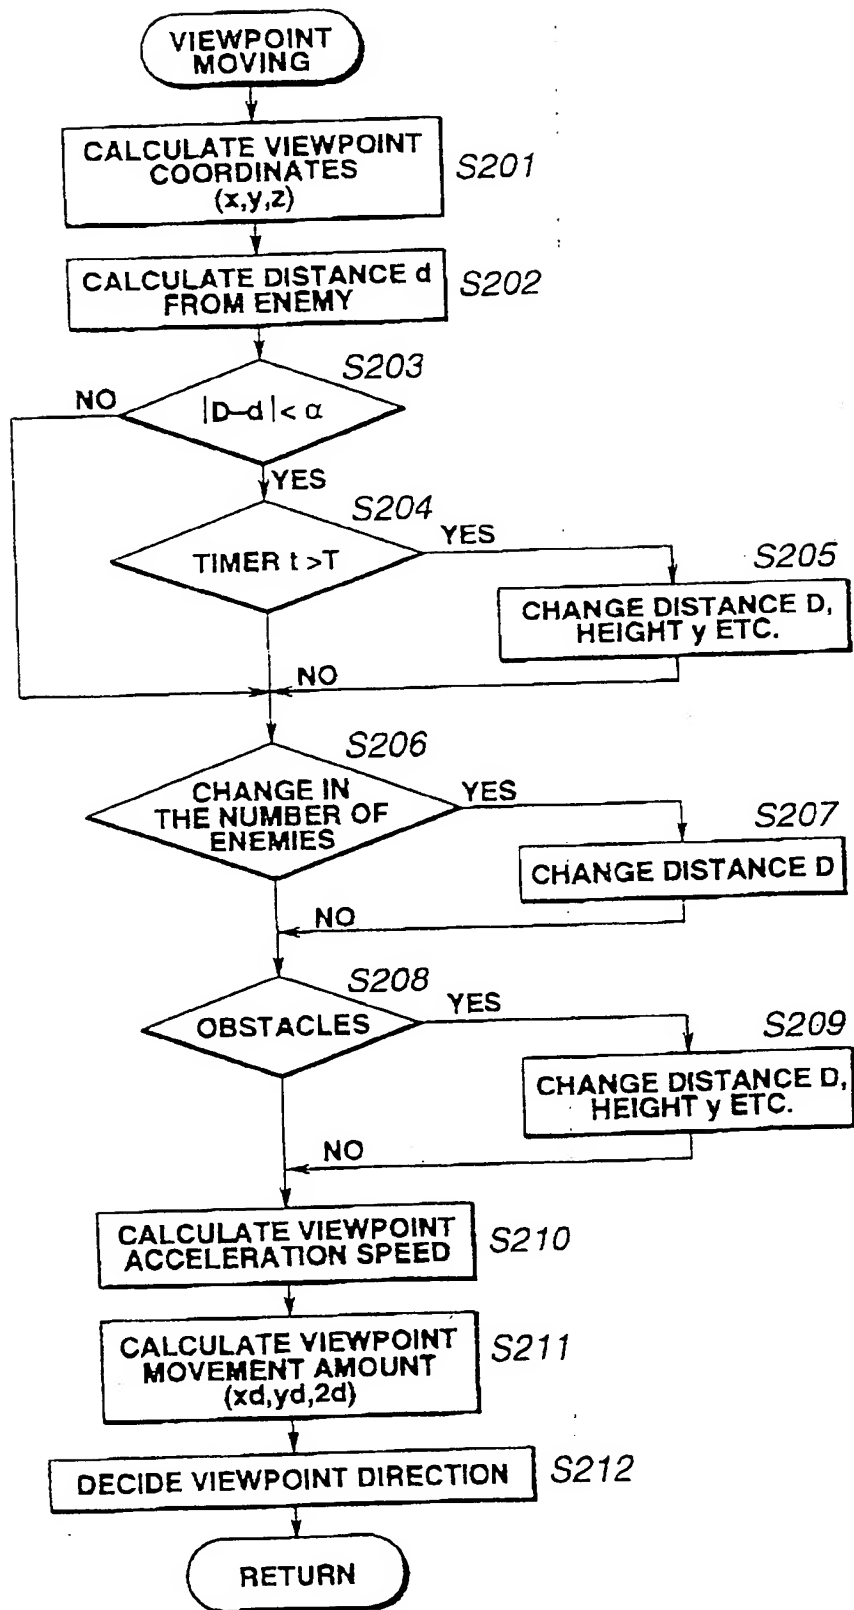 VIEWPOINT
MOVING
CALCULATE VIEWPOINT
COORDINATES
(x,y,z)
S201
CALCULATE DISTANCE d
FROM ENEMY
S202
S203
NO
|D-d|< α
YES
S204
TIMER t >T
YES
S205
CHANGE DISTANCE D,
HEIGHT y ETC.
NO
S206
CHANGE IN
THE NUMBER OF
ENEMIES
YES
S207
CHANGE DISTANCE D
NO
S208
OBSTACLES
YES
S209
CHANGE DISTANCE D,
HEIGHT y ETC.
NO
CALCULATE VIEWPOINT
ACCELERATION SPEED
S210
CALCULATE VIEWPOINT
MOVEMENT AMOUNT
(xd,yd,2d)
S211
DECIDE VIEWPOINT DIRECTION
S212
RETURN